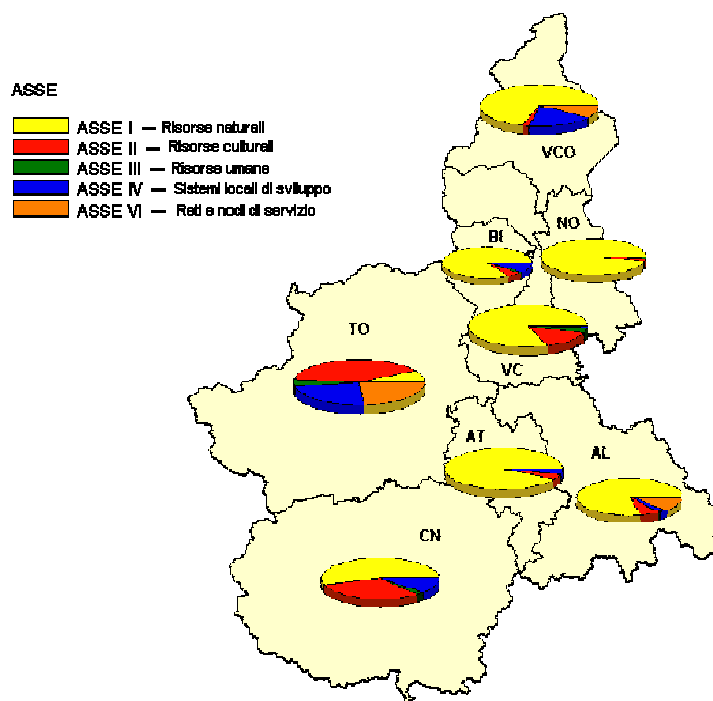 ASSE
ASSE I — Risorse naturali
ASSE II — Risorse culturali
ASSE III — Risorse umane
ASSE IV — Sistemi locali di sviluppo
ASSE VI — Reti e nodi di servizio
VCO
NO
BI
TO
VC
AT
AL
CN